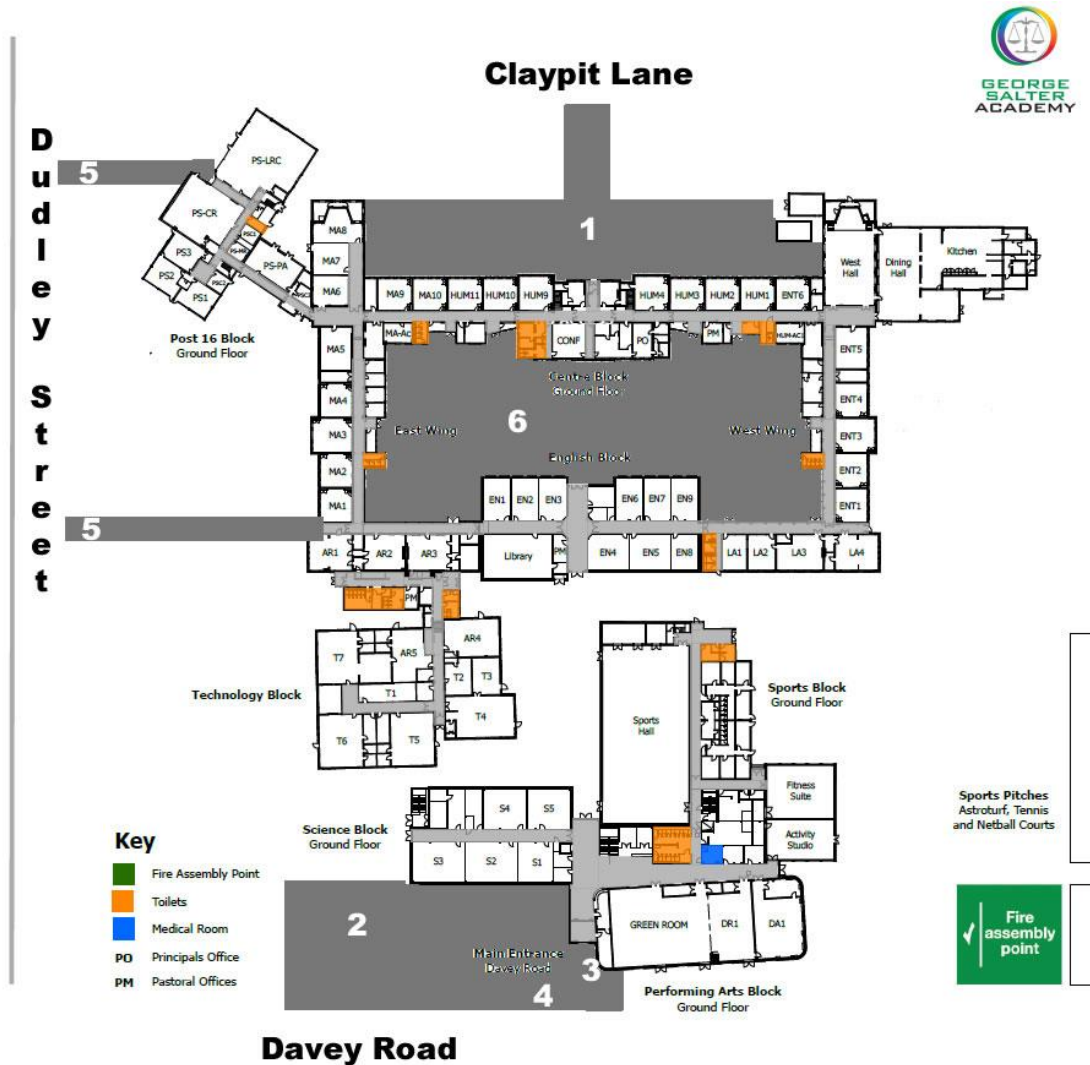 GEORGE
SALTER
ACADEMY
Claypit Lane
Dudley Street
5
PS-LRC
PS-CR
PSC1
PS3
PS-PA
PS2
PS1
PSC2
Post 16 Block
Ground Floor
1
MA8
MA7
MA6
MA9
MA10
HUM11
HUM10
HUM9
HUM4
HUM3
HUM2
HUM1
ENT6
West
Hall
Dining
Hall
Kitchen
MA-AC
CONF
PO
PM
HUM-AC
MA5
MA4
MA3
MA2
MA1
ENT5
ENT4
ENT3
ENT2
ENT1
Centre Block
Ground Floor
6
East Wing
West Wing
English Block
EN1
EN2
EN3
EN6
EN7
EN9
5
AR1
AR2
AR3
Library
PM
EN4
EN5
EN8
LA1
LA2
LA3
LA4
PM
AR4
AR5
T7
T2
T3
T1
T4
T6
T5
Technology Block
Sports
Hall
Sports Block
Ground Floor
Fitness
Suite
Activity
Studio
Sports Pitches
Astroturf, Tennis
and Netball Courts
Science Block
Ground Floor
S4
S5
S3
S2
S1
Key
Fire Assembly Point
Toilets
Medical Room
PO Principals Office
PM Pastoral Offices
2
Main Entrance
Davey Road
3
4
GREEN ROOM
DR1
DA1
Performing Arts Block
Ground Floor
Fire
assembly
point
Davey Road